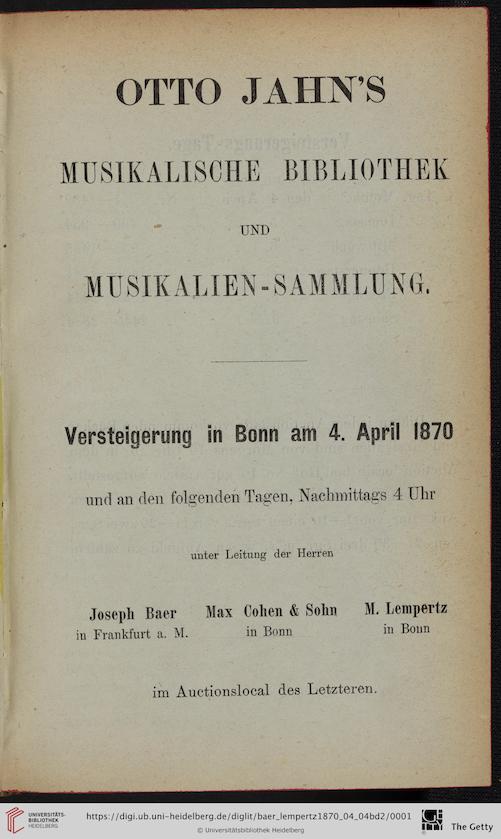 OTTO JAHN'S
MUSIKALISCHE BIBLIOTHEK
UND
MUSIKALIEN-SAMMLUNG.
Versteigerung in Bonn am 4. April 1870
und an den folgenden Tagen, Nachmittags 4 Uhr
unter Leitung der Herren
Joseph Baer Max Cohen & Sohn M. Lempertz
in Frankfurt a. M. in Bonn in Bonn
im Auctionslocal des Letzteren.
UNIVERSITÄTS-
BIBLIOTHEK
HEIDELBERG
https://digi.ub.uni-heidelberg.de/diglit/baer_lempertz1870_04_04bd2/0001
© Universitätsbibliothek Heidelberg
The Getty